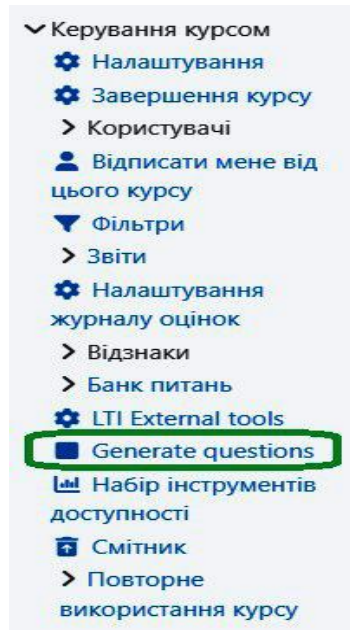 Керування курсом
Налаштування
Завершення курсу
Користувачі
Відписати мене від
цього курсу
Фільтри
Звіти
Налаштування
журналу оцінок
Відзнаки
Банк питань
LTI External tools
Generate questions
Набір інструментів
доступності
Смітник
Повторне
використання курсу